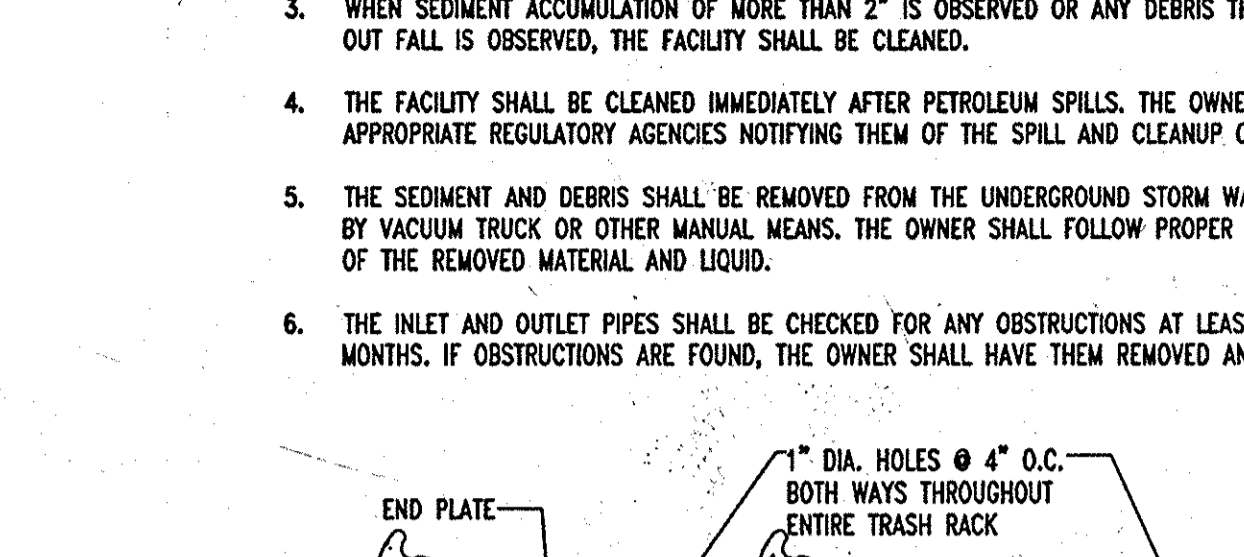 3. WHEN SEDIMENT ACCUMULATION OF MORE THAN 2" IS OBSERVED OR ANY DEBRIS
OUT FALL IS OBSERVED, THE FACILITY SHALL BE CLEANED.
4. THE FACILITY SHALL BE CLEANED IMMEDIATELY AFTER PETROLEUM SPILLS. THE
APPROPRIATE REGULATORY AGENCIES NOTIFYING THEM OF THE SPILL AND CLEANUP
5. THE SEDIMENT AND DEBRIS SHALL BE REMOVED FROM THE UNDERGROUND STORM
BY VACUUM TRUCK OR OTHER MANUAL MEANS. THE OWNER SHALL FOLLOW PROPER
OF THE REMOVED MATERIAL AND LIQUID.
6. THE INLET AND OUTLET PIPES SHALL BE CHECKED FOR ANY OBSTRUCTIONS AT
MONTHS. IF OBSTRUCTIONS ARE FOUND, THE OWNER SHALL HAVE THEM REMOVED
1" DIA. HOLES @ 4" O.C.
BOTH WAYS THROUGHOUT
ENTIRE TRASH RACK
END PLATE